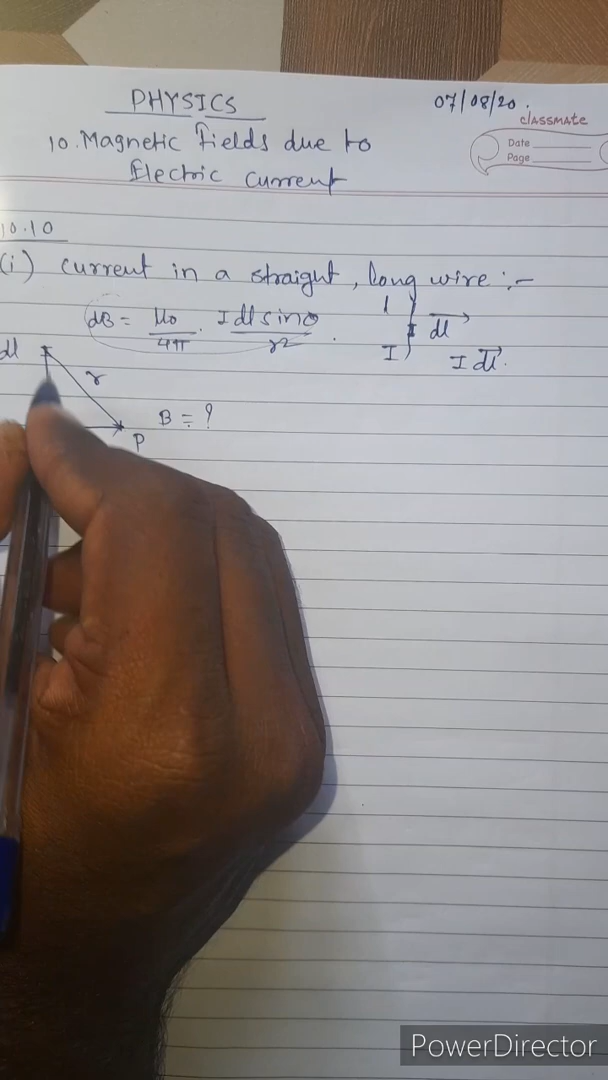 PHYSICS
07/08/20.
classmate
Date
Page
10. Magnetic Fields due to
Electric current
10.10
(i) current in a straight, long wire :-
dB = μ0/4π . I dl sinθ/r2 .
I
dl
I dl.
dl
r
B = ?
P
PowerDirector